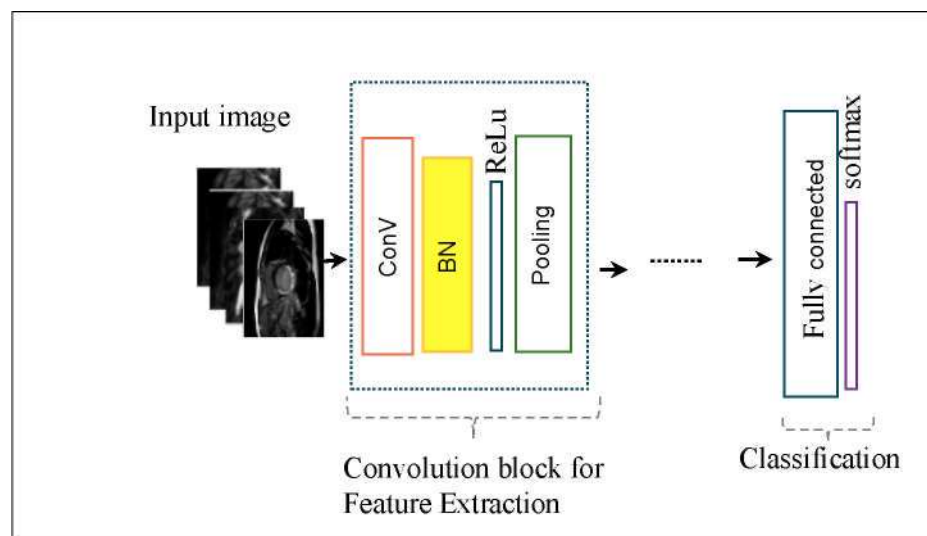 Input image
ConV
BN
ReLu
Pooling
Fully connected
softmax
Convolution block for
Feature Extraction
Classification